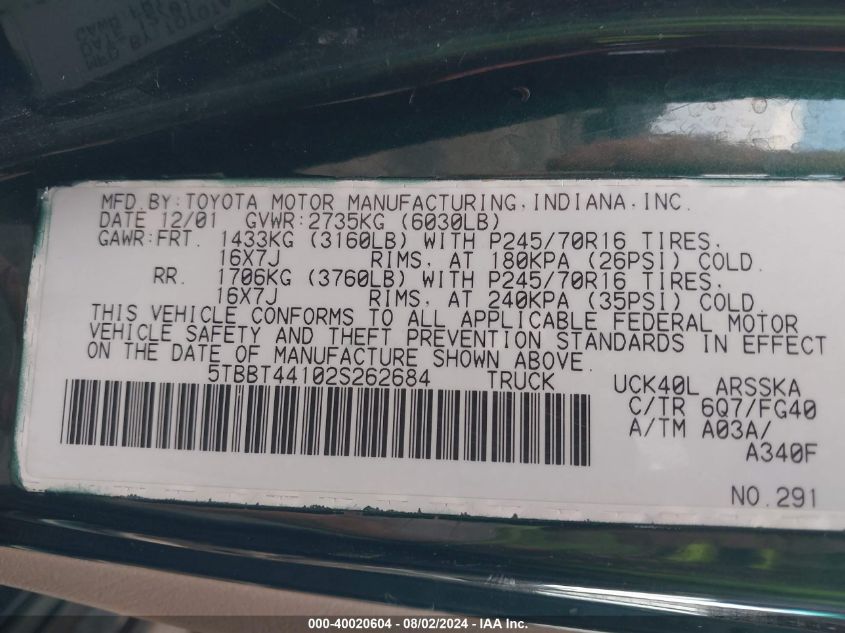 MFD.BY:TOYOTA MOTOR MANUFACTURING,INDIANA.INC.
DATE 12/01 GVWR:2735KG (6030LB)
GAWR:FRT. 1433KG (3160LB) WITH P245/70R16 TIRES.
16X7J RIMS, AT 180KPA (26PSI) COLD.
RR. 1706KG (3760LB) WITH P245/70R16 TIRES.
16X7J RIMS, AT 240KPA (35PSI) COLD.
THIS VEHICLE CONFORMS TO ALL APPLICABLE FEDERAL MOTOR
VEHICLE SAFETY AND THEFT PREVENTION STANDARDS IN EFFECT
ON THE DATE OF MANUFACTURE SHOWN ABOVE.
5TBBT44102S262684 TRUCK UCK40L ARSSKA
C/TR 6Q7/FG40
A/TM A03A/
A340F
NO.291
000-40020604 - 08/02/2024 - IAA Inc.